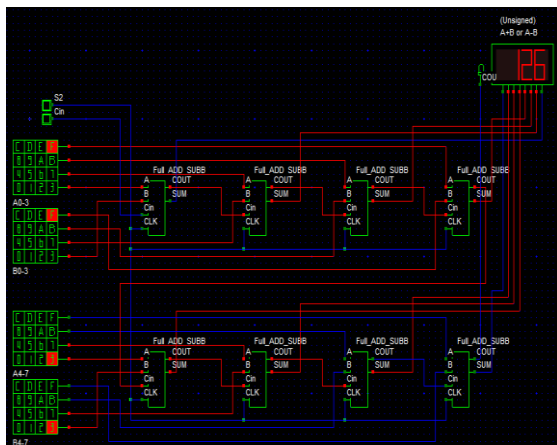 (Unsigned)
A+B or A-B
126
COU
S2
Cin
C D E F
8 9 A B
4 5 6 7
0 1 2 3
A0-3
C D E F
8 9 A B
4 5 6 7
0 1 2 3
B0-3
Full_ADD_SUBB
A COUT
B SUM
Cin
CLK
Full_ADD_SUBB
A COUT
B SUM
Cin
CLK
Full_ADD_SUBB
A COUT
B SUM
Cin
CLK
Full_ADD_SUBB
A COUT
B SUM
Cin
CLK
C D E F
8 9 A B
4 5 6 7
0 1 2 3
A4-7
C D E F
8 9 A B
4 5 6 7
0 1 2 3
B4-7
Full_ADD_SUBB
A COUT
B SUM
Cin
CLK
Full_ADD_SUBB
A COUT
B SUM
Cin
CLK
Full_ADD_SUBB
A COUT
B SUM
Cin
CLK
Full_ADD_SUBB
A COUT
B SUM
Cin
CLK